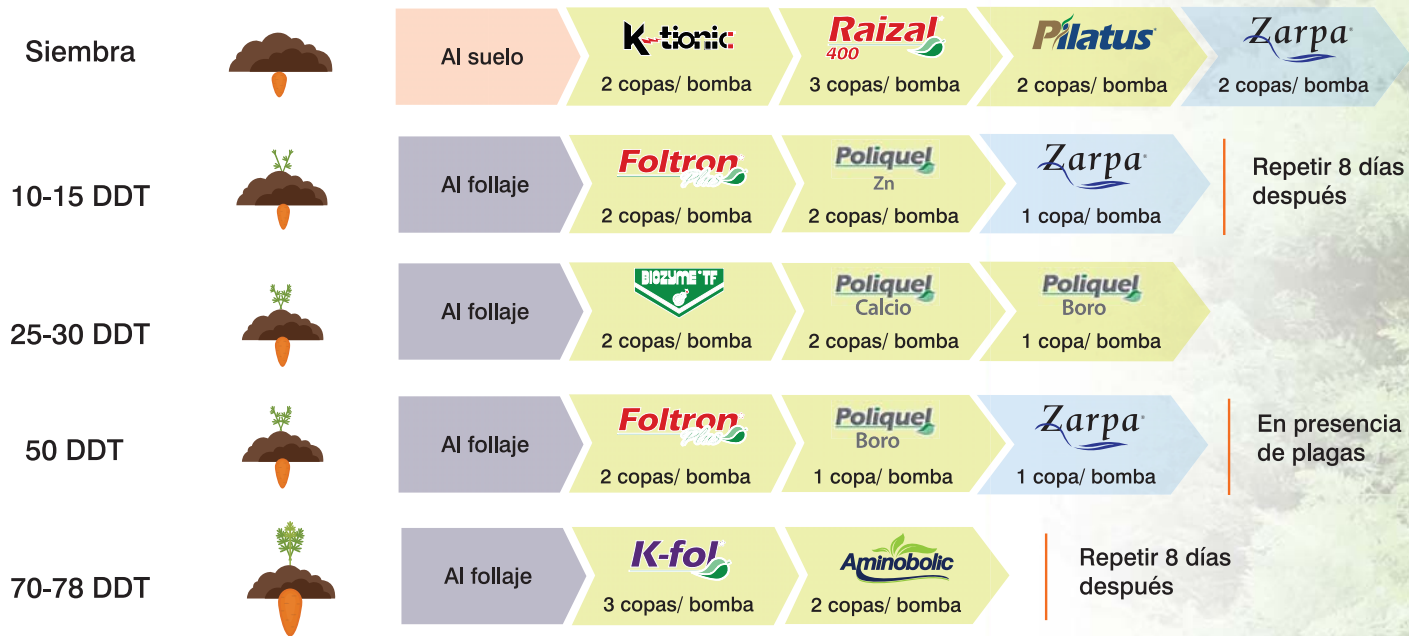 Siembra
Al suelo
K-tionic
2 copas/ bomba
Raizal
400
3 copas/ bomba
Pilatus
2 copas/ bomba
Zarpa
2 copas/ bomba
10-15 DDT
Al follaje
Foltron
Plus
2 copas/ bomba
Poliquel
Zn
2 copas/ bomba
Zarpa
1 copa/ bomba
Repetir 8 días
después
25-30 DDT
Al follaje
BIOZYME*TF
2 copas/ bomba
Poliquel
Calcio
2 copas/ bomba
Poliquel
Boro
1 copa/ bomba
50 DDT
Al follaje
Foltron
Plus
2 copas/ bomba
Poliquel
Boro
1 copa/ bomba
Zarpa
1 copa/ bomba
En presencia
de plagas
70-78 DDT
Al follaje
K-fol
3 copas/ bomba
Aminobolic
2 copas/ bomba
Repetir 8 días
después